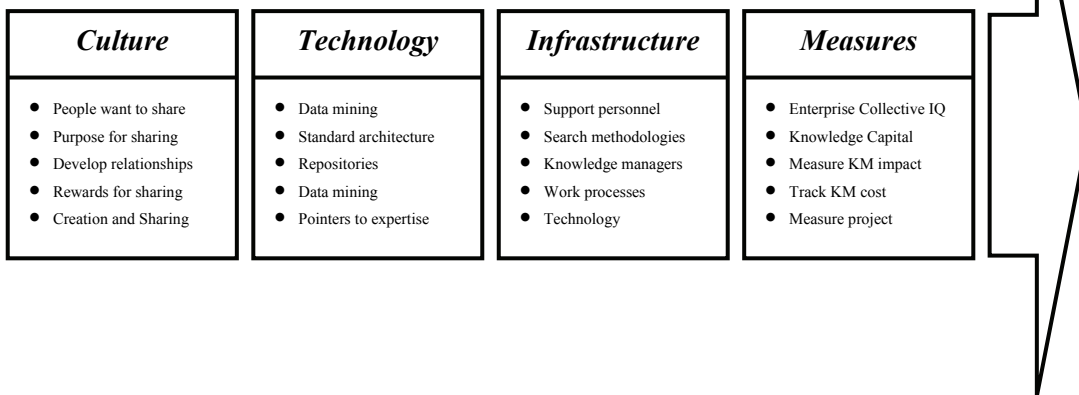 Culture
People want to share
Purpose for sharing
Develop relationships
Rewards for sharing
Creation and Sharing
Technology
Data mining
Standard architecture
Repositories
Data mining
Pointers to expertise
Infrastructure
Support personnel
Search methodologies
Knowledge managers
Work processes
Technology
Measures
Enterprise Collective IQ
Knowledge Capital
Measure KM impact
Track KM cost
Measure project